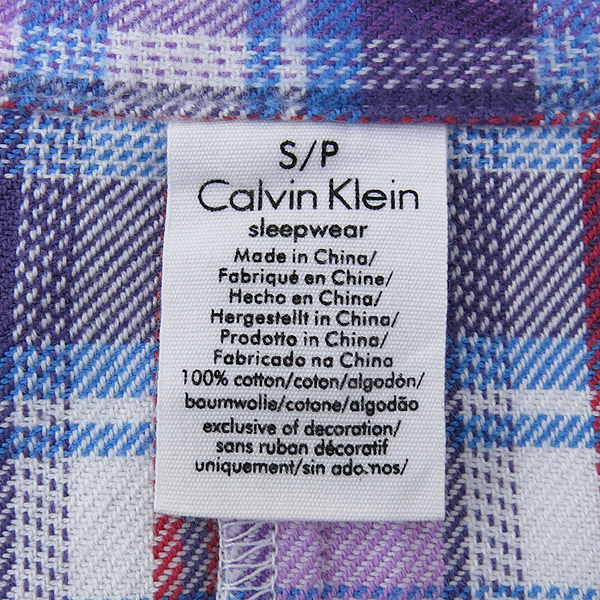 S/P
Calvin Klein
sleepwear
Made in China/
Fabriqué en Chine/
Hecho en China/
Hergestellt in China/
Prodotto in China/
Fabricado na China
100% cotton/coton/algodón/
baumwolle/cotone/algodão
exclusive of decoration/
sans ruban décoratif
uniquement/sin adornos/